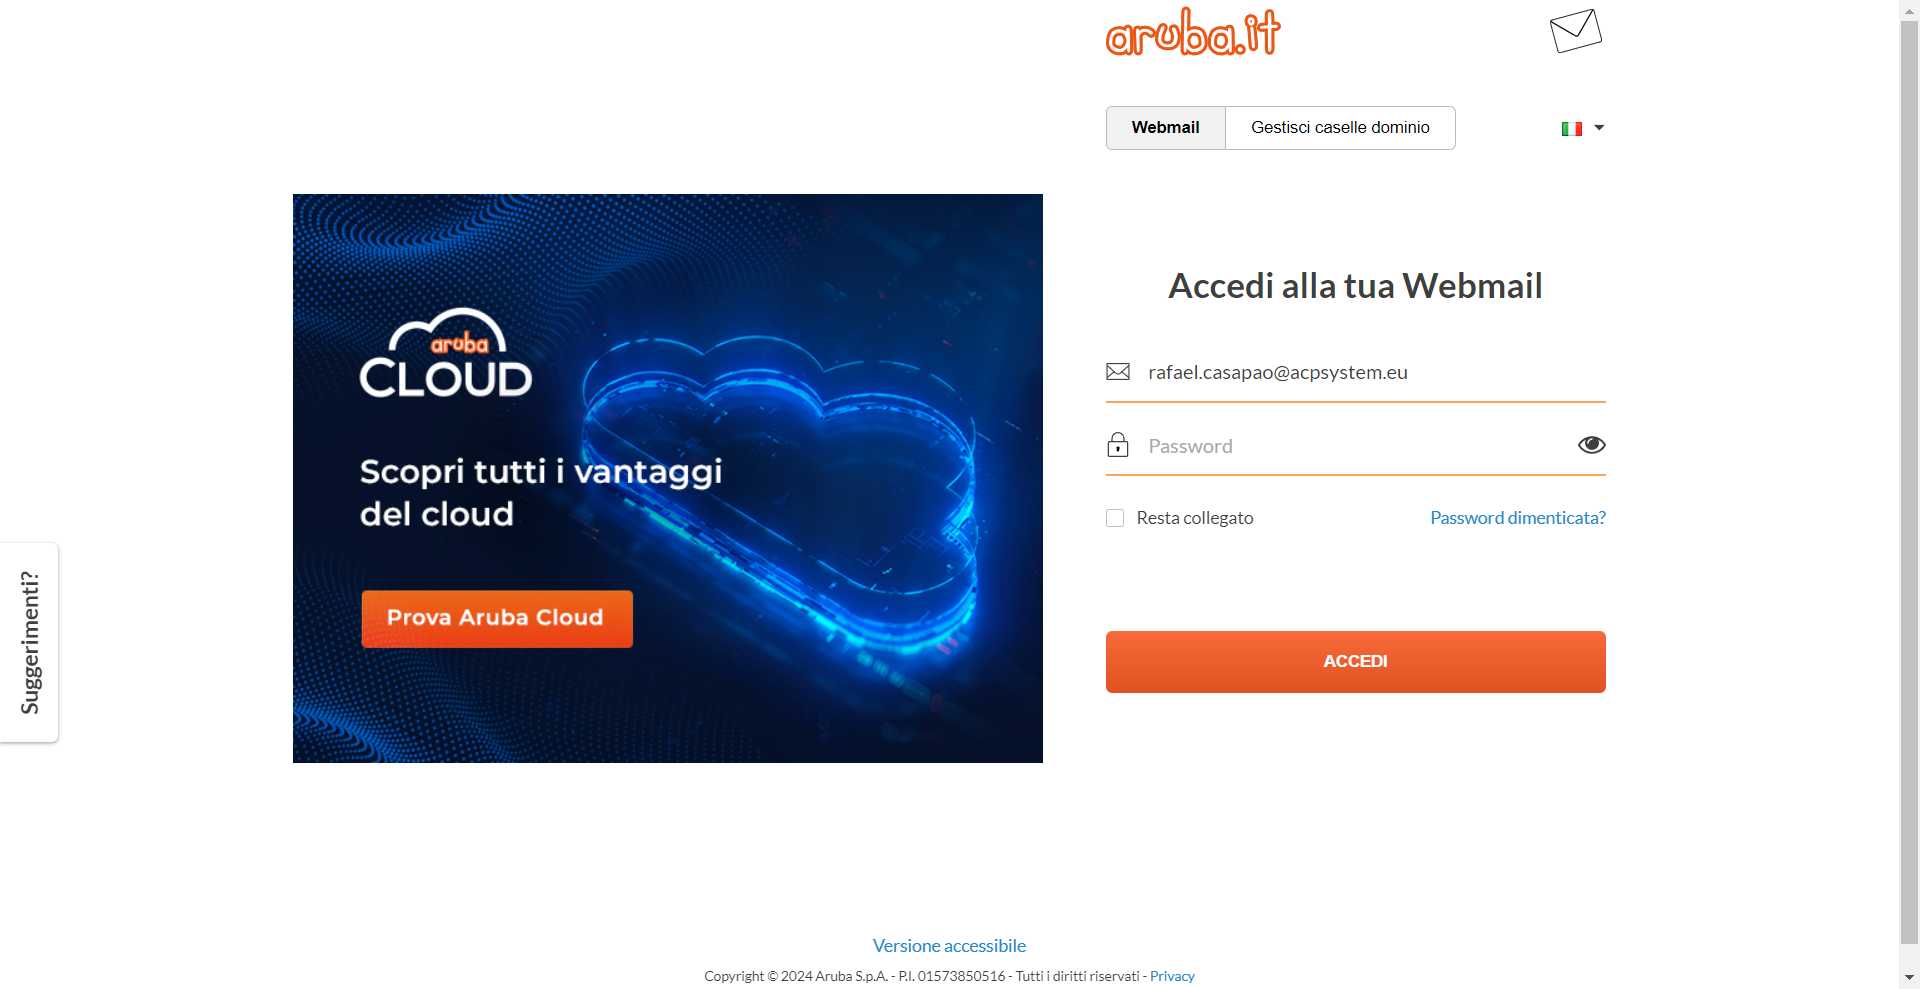 aruba.it
Webmail
Gestisci caselle dominio
aruba
CLOUD
Scopri tutti i vantaggi
del cloud
Prova Aruba Cloud
Accedi alla tua Webmail
rafael.casapao@acpsystem.eu
Password
Resta collegato
Password dimenticata?
ACCEDI
Suggerimenti?
Versione accessibile
Copyright © 2024 Aruba S.p.A. - P.I. 01573850516 - Tutti i diritti riservati - Privacy